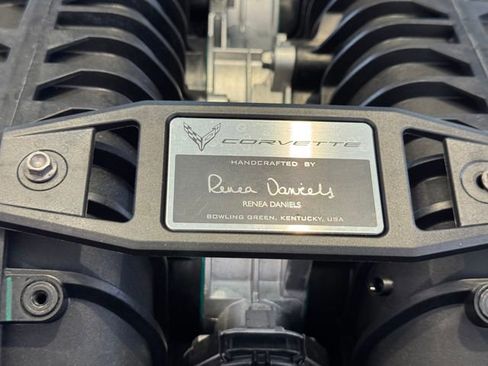 CORVETTE
HANDCRAFTED BY
Renea Daniels
RENEA DANIELS
BOWLING GREEN, KENTUCKY, USA